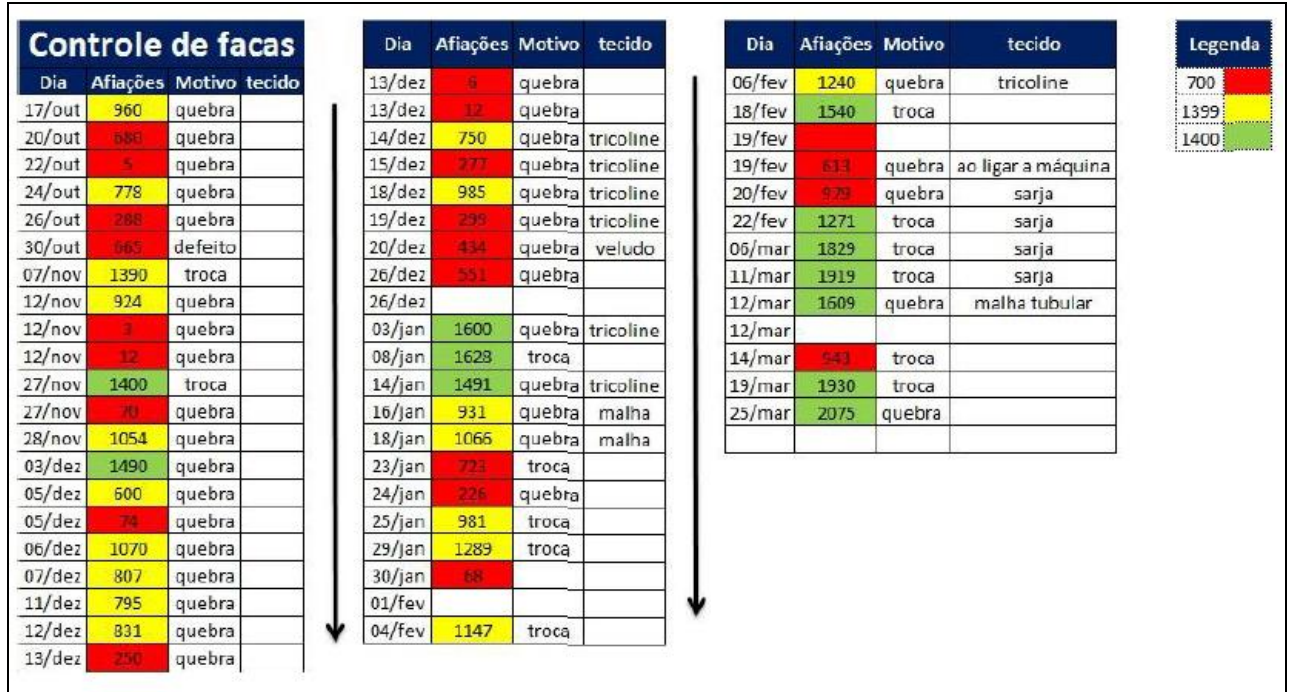 Controle de facas
Dia Afiações Motivo tecido
17/out 960 quebra
20/out 680 quebra
22/out 5 quebra
24/out 778 quebra
26/out 288 quebra
30/out 665 defeito
07/nov 1390 troca
12/nov 924 quebra
12/nov 3 quebra
12/nov 12 quebra
27/nov 1400 troca
27/nov 70 quebra
28/nov 1054 quebra
03/dez 1490 quebra
05/dez 600 quebra
05/dez 74 quebra
06/dez 1070 quebra
07/dez 807 quebra
11/dez 795 quebra
12/dez 831 quebra
13/dez 250 quebra
Dia Afiações Motivo tecido
13/dez 6 quebra
13/dez 12 quebra
14/dez 750 quebra tricoline
15/dez 277 quebra tricoline
18/dez 985 quebra tricoline
19/dez 299 quebra tricoline
20/dez 434 quebra veludo
26/dez 551 quebra
26/dez
03/jan 1600 quebra tricoline
08/jan 1628 troca
14/jan 1491 quebra tricoline
16/jan 931 quebra malha
18/jan 1066 quebra malha
23/jan 723 troca
24/jan 226 quebra
25/jan 981 troca
29/jan 1289 troca
30/jan 68
01/fev
04/fev 1147 troca
Dia Afiações Motivo tecido
06/fev 1240 quebra tricoline
18/fev 1540 troca
19/fev
19/fev 613 quebra ao ligar a máquina
20/fev 929 quebra sarja
22/fev 1271 troca sarja
06/mar 1829 troca sarja
11/mar 1919 troca sarja
12/mar 1609 quebra malha tubular
12/mar
14/mar 943 troca
19/mar 1930 troca
25/mar 2075 quebra
Legenda
700
1399
1400